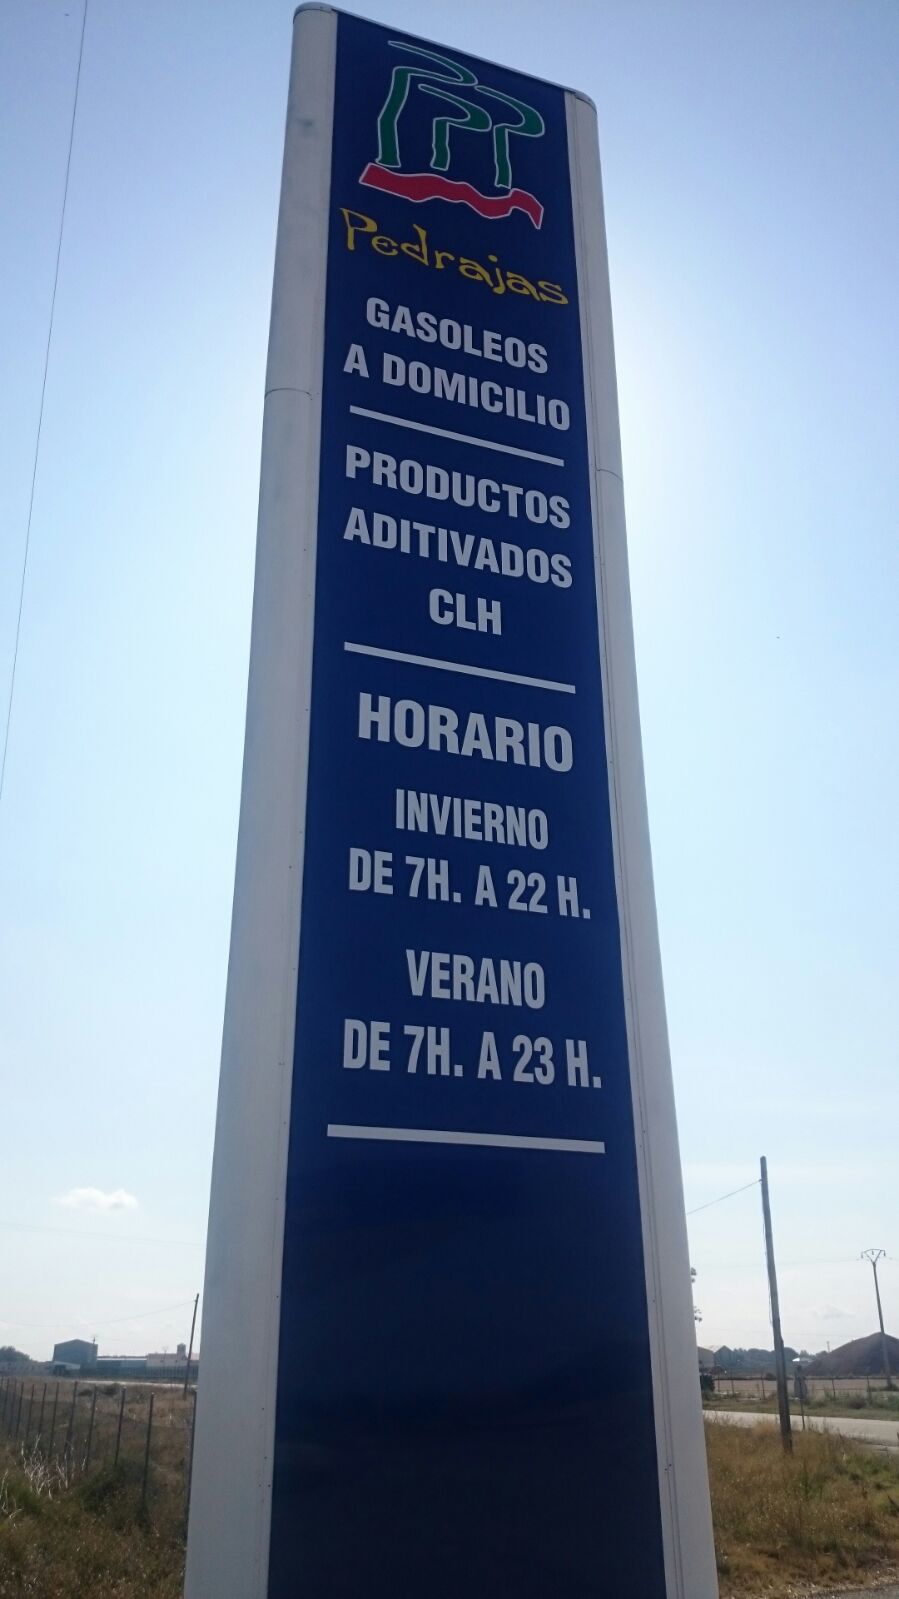 Pedrajas
GASOLEOS
A DOMICILIO
PRODUCTOS
ADITIVADOS
CLH
HORARIO
INVIERNO
DE 7H. A 22 H.
VERANO
DE 7H. A 23 H.